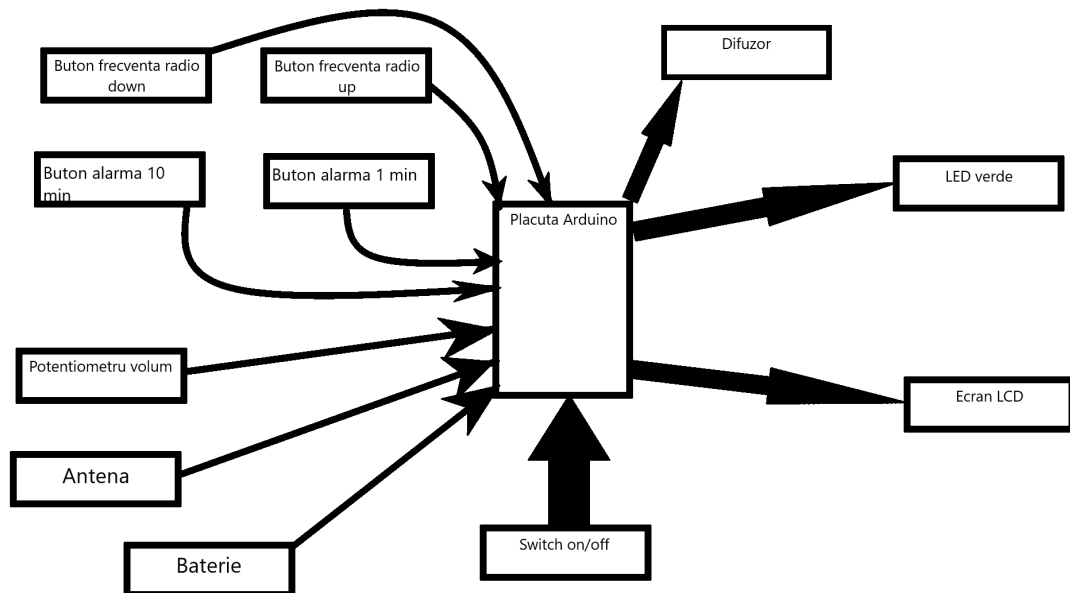 Difuzor
Buton frecventa radio
down
Buton frecventa radio
up
Buton alarma 10
min
Buton alarma 1 min
LED verde
Placuta Arduino
Potentiometru volum
Ecran LCD
Antena
Switch on/off
Baterie